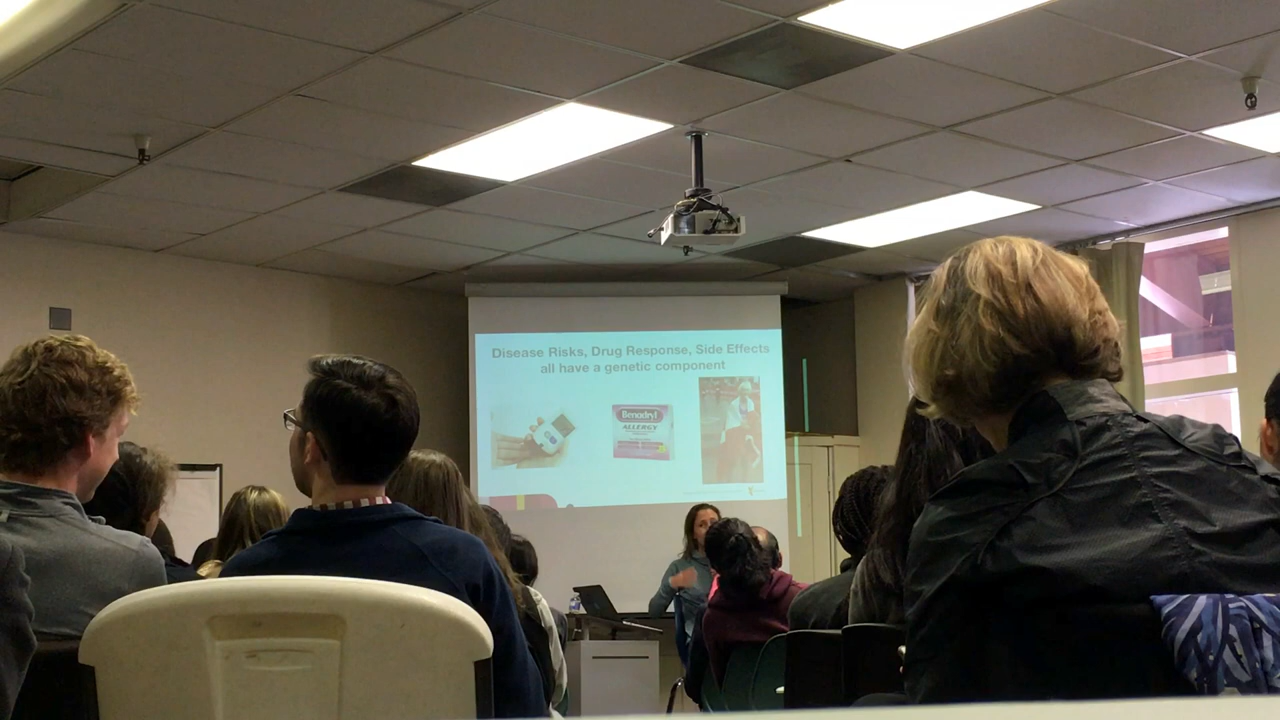 Disease Risks, Drug Response, Side Effects
all have a genetic component
Benadryl
ALLERGY